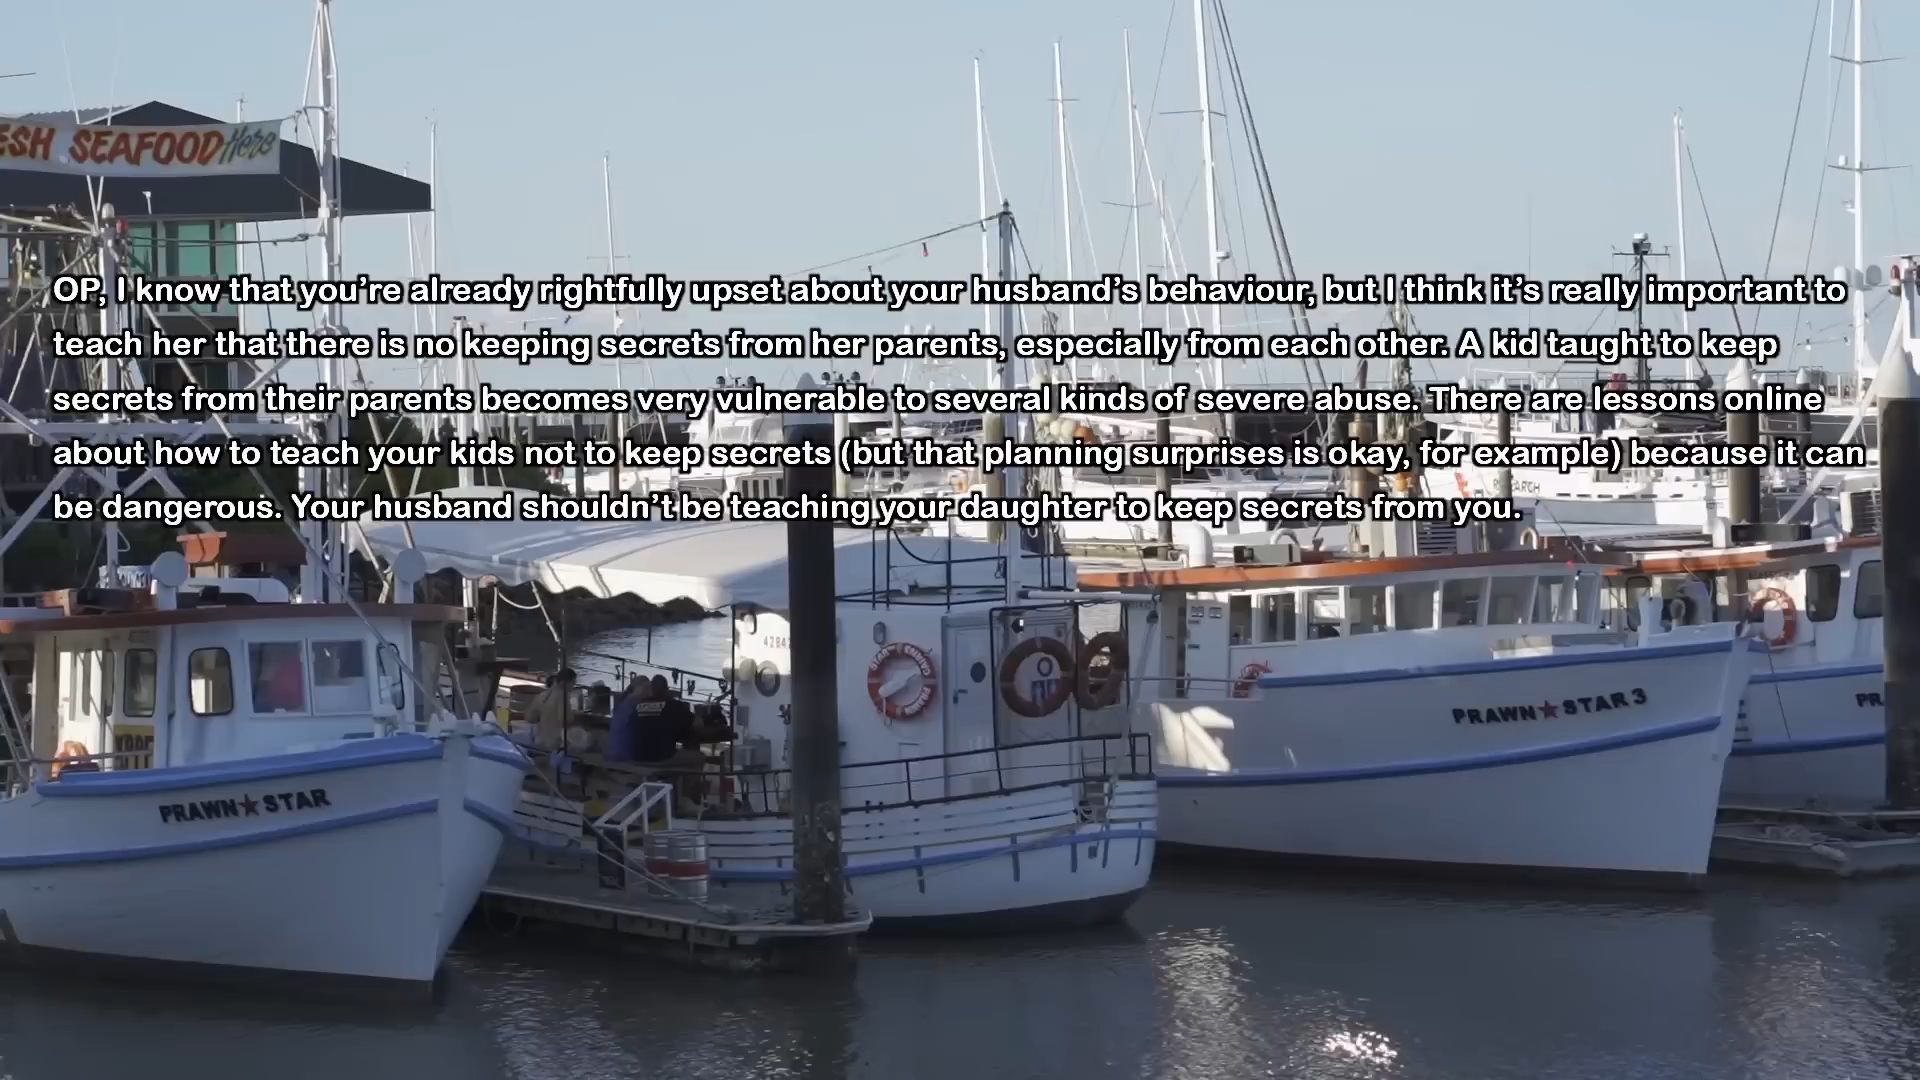 ESH SEAFOOD Here
OP, I know that you’re already rightfully upset about your husband’s behaviour, but I think it’s really important to
teach her that there is no keeping secrets from her parents, especially from each other. A kid taught to keep
secrets from their parents becomes very vulnerable to several kinds of severe abuse. There are lessons online
about how to teach your kids not to keep secrets (but that planning surprises is okay, for example) because it can
be dangerous. Your husband shouldn’t be teaching your daughter to keep secrets from you.
PRAWN★STAR 3
PR
PRAWN★STAR